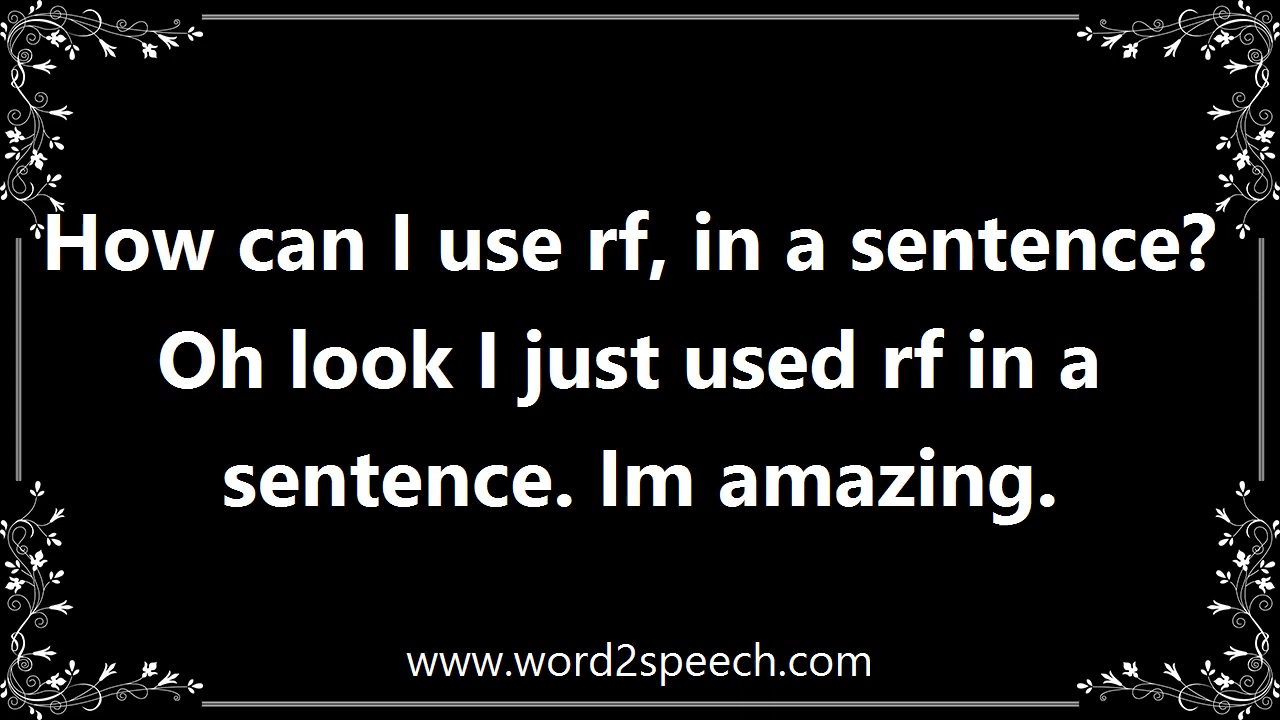 How can I use rf, in a sentence?
Oh look I just used rf in a
sentence. Im amazing.
www.word2speech.com